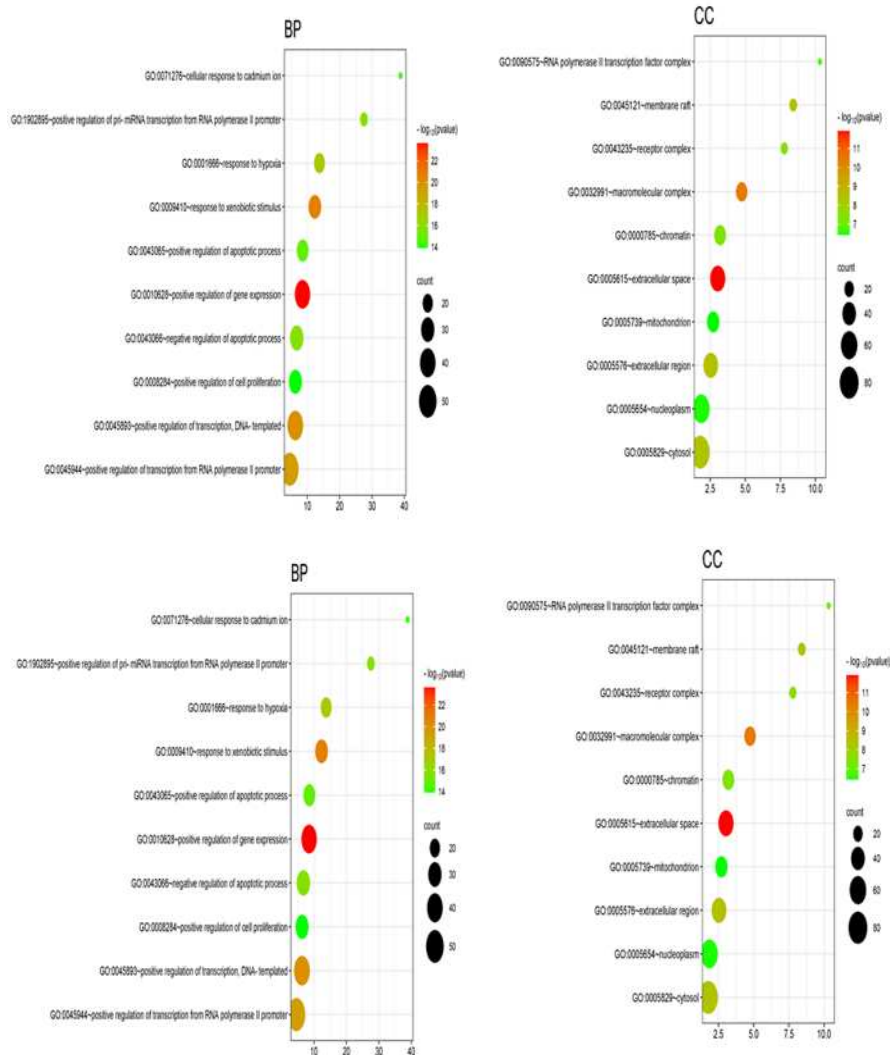 BP
GO:0071276~cellular response to cadmium ion
GO:1902895~positive regulation of pri- miRNA transcription from RNA polymerase II promoter
GO:0001666~response to hypoxia
GO:0009410~response to xenobiotic stimulus
GO:0043065~positive regulation of apoptotic process
GO:0010628~positive regulation of gene expression
GO:0043066~negative regulation of apoptotic process
GO:0008284~positive regulation of cell proliferation
GO:0045893~positive regulation of transcription, DNA- templated
GO:0045944~positive regulation of transcription from RNA polymerase II promoter
10 20 30 40
- log10(pvalue)
22
20
18
16
14
count
20
30
40
50
CC
GO:0090575~RNA polymerase II transcription factor complex
GO:0045121~membrane raft
GO:0043235~receptor complex
GO:0032991~macromolecular complex
GO:0000785~chromatin
GO:0005615~extracellular space
GO:0005739~mitochondrion
GO:0005576~extracellular region
GO:0005654~nucleoplasm
GO:0005829~cytosol
2.5 5.0 7.5 10.0
- log10(pvalue)
11
10
9
8
7
count
20
40
60
80
BP
GO:0071276~cellular response to cadmium ion
GO:1902895~positive regulation of pri- miRNA transcription from RNA polymerase II promoter
GO:0001666~response to hypoxia
GO:0009410~response to xenobiotic stimulus
GO:0043065~positive regulation of apoptotic process
GO:0010628~positive regulation of gene expression
GO:0043066~negative regulation of apoptotic process
GO:0008284~positive regulation of cell proliferation
GO:0045893~positive regulation of transcription, DNA- templated
GO:0045944~positive regulation of transcription from RNA polymerase II promoter
10 20 30 40
- log10(pvalue)
22
20
18
16
14
count
20
30
40
50
CC
GO:0090575~RNA polymerase II transcription factor complex
GO:0045121~membrane raft
GO:0043235~receptor complex
GO:0032991~macromolecular complex
GO:0000785~chromatin
GO:0005615~extracellular space
GO:0005739~mitochondrion
GO:0005576~extracellular region
GO:0005654~nucleoplasm
GO:0005829~cytosol
2.5 5.0 7.5 10.0
- log10(pvalue)
11
10
9
8
7
count
20
40
60
80